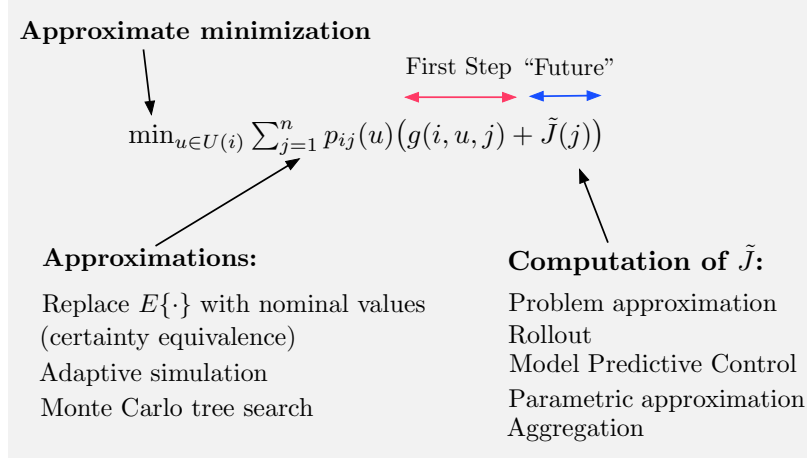 Approximate minimization
First Step “Future”
min_{u∈U(i)} ∑_{j=1}^{n} p_{ij}(u)(g(i, u, j) + J̃(j))
Approximations:
Replace E{·} with nominal values
(certainty equivalence)
Adaptive simulation
Monte Carlo tree search
Computation of J̃:
Problem approximation
Rollout
Model Predictive Control
Parametric approximation
Aggregation